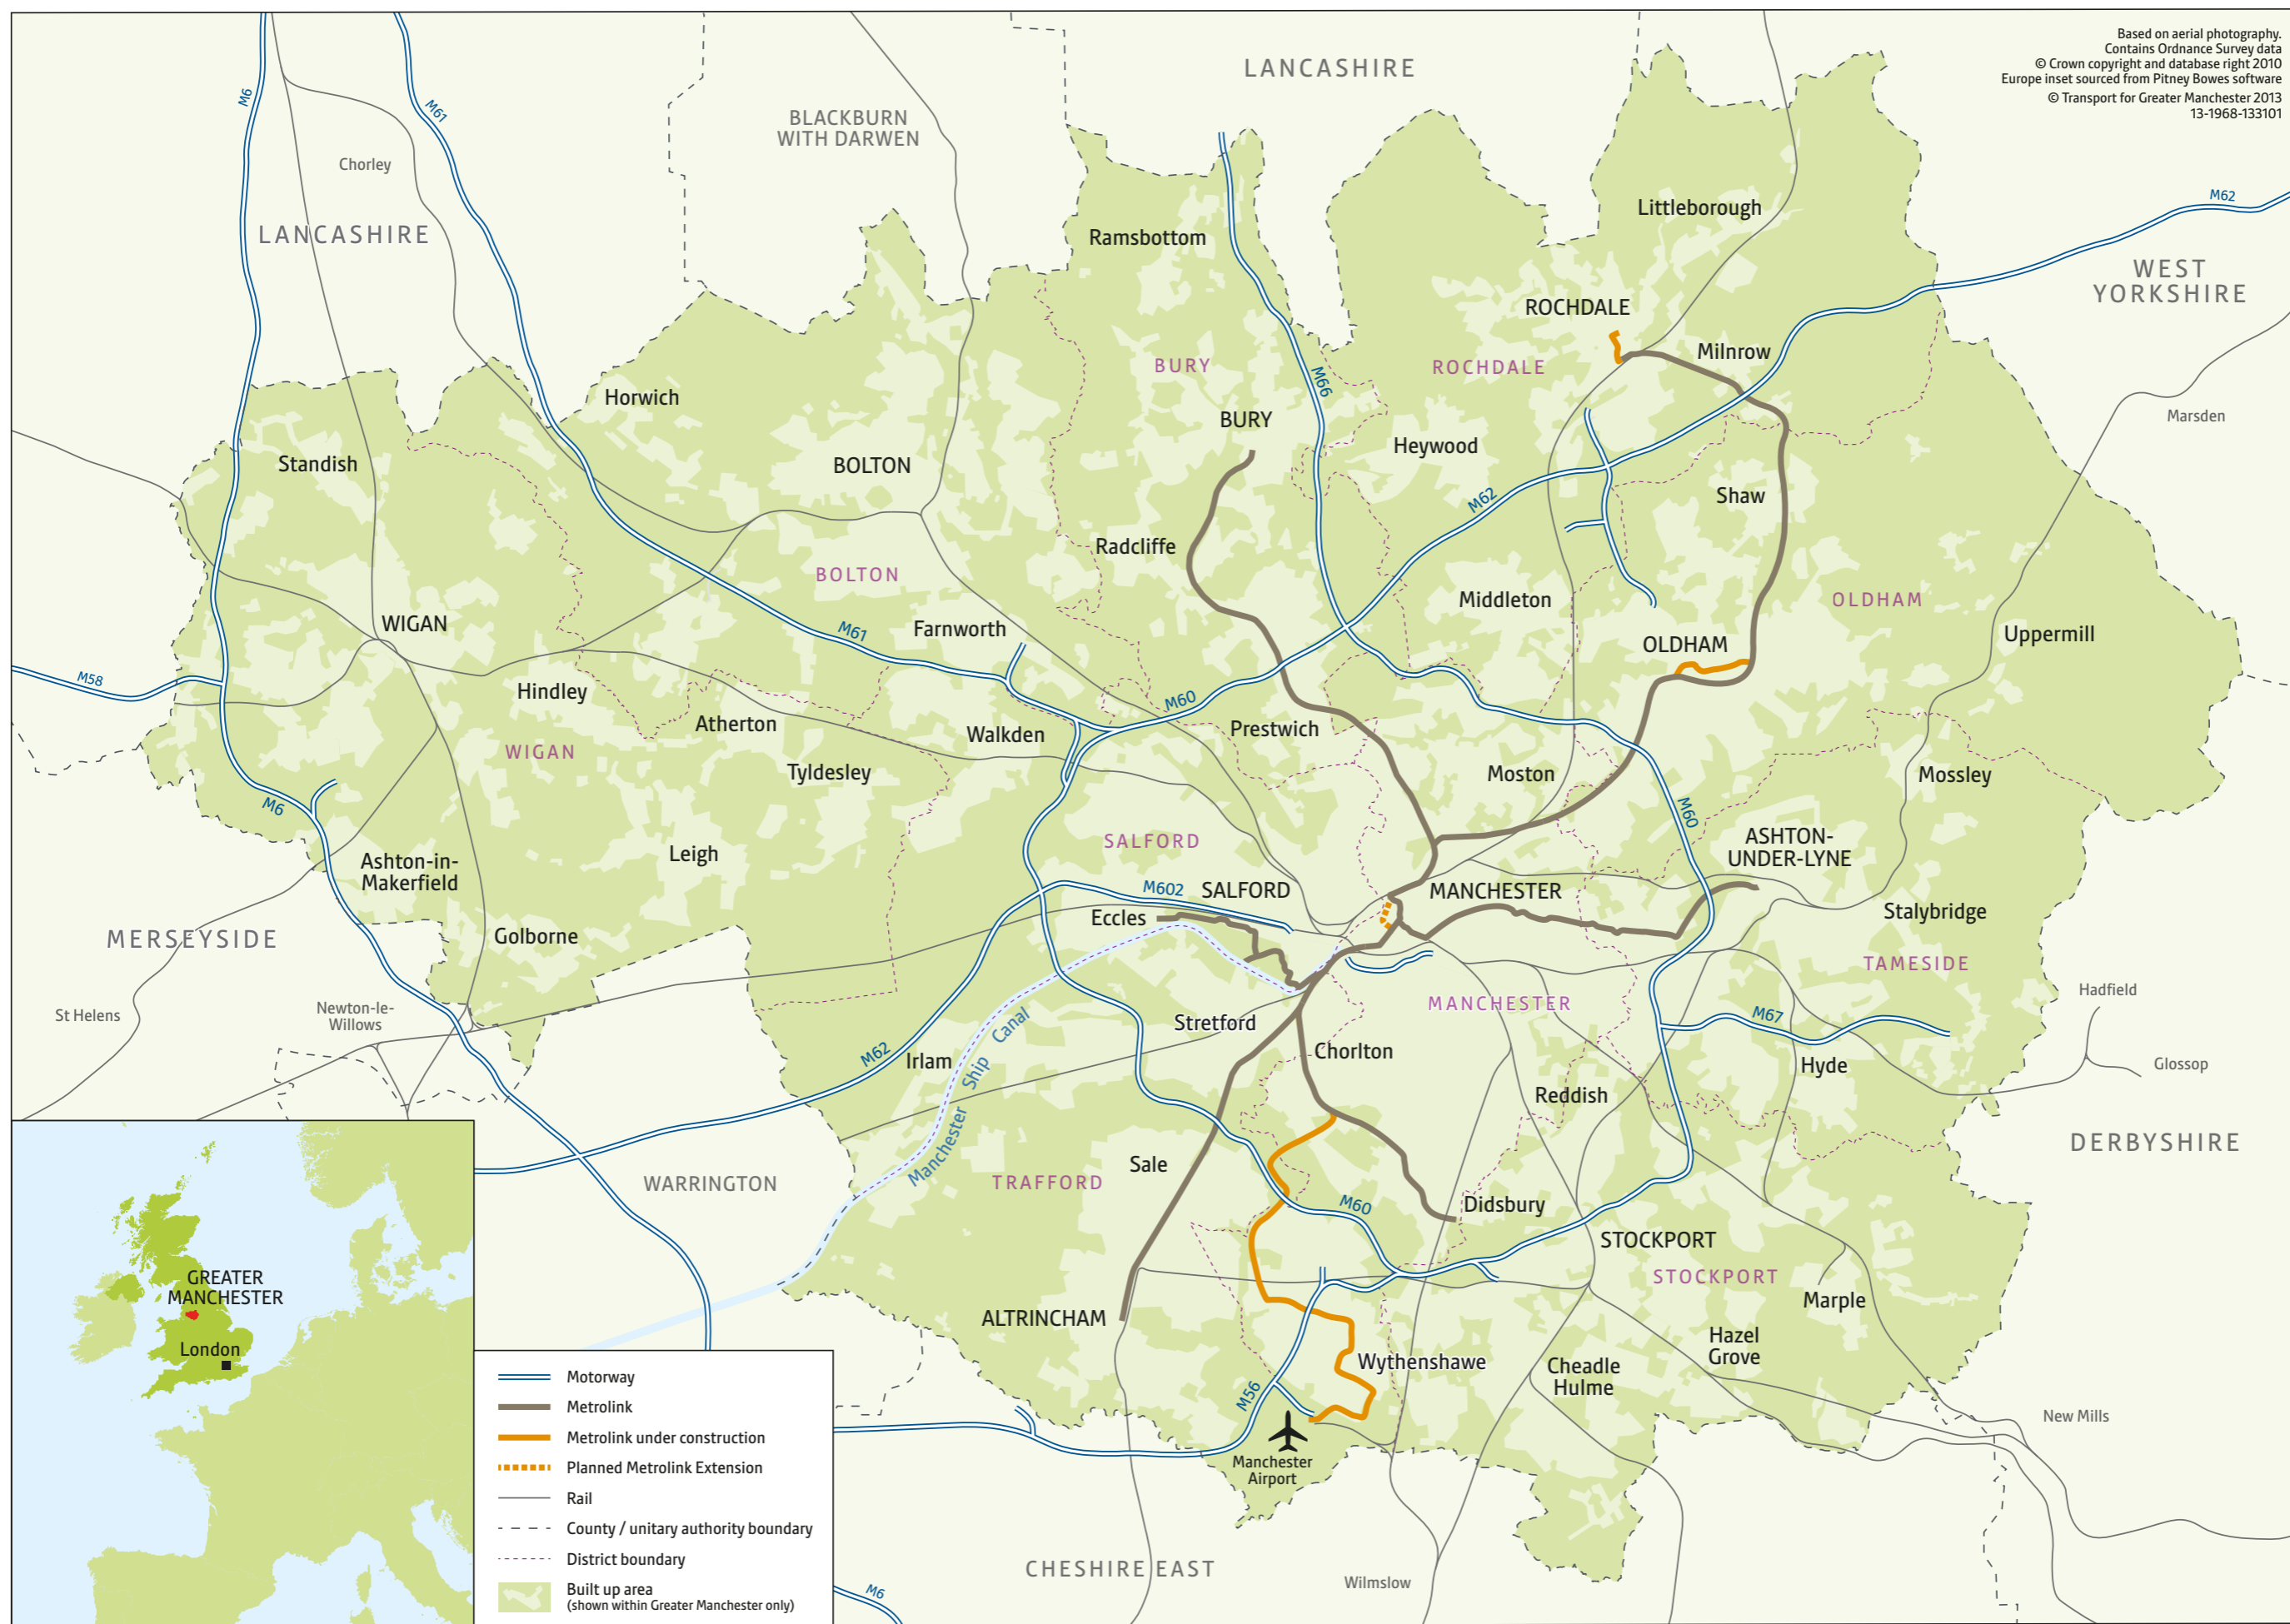 Based on aerial photography.
Contains Ordnance Survey data
© Crown copyright and database right 2010
Europe inset sourced from Pitney Bowes software
© Transport for Greater Manchester 2013
13-1968-133101
LANCASHIRE
M6
M61
BLACKBURN
WITH DARWEN
Chorley
LANCASHIRE
M62
Littleborough
Ramsbottom
WEST
YORKSHIRE
ROCHDALE
Milnrow
BURY
ROCHDALE
M66
Horwich
BURY
Marsden
Heywood
Standish
BOLTON
M62
Shaw
Radcliffe
BOLTON
Middleton
OLDHAM
WIGAN
M61
Farnworth
OLDHAM
Uppermill
M58
Hindley
M60
Atherton
Walkden
Prestwich
WIGAN
Tyldesley
Moston
Mossley
M6
M60
SALFORD
ASHTON-
UNDER-LYNE
Leigh
Ashton-in-
Makerfield
M602
SALFORD
MANCHESTER
Eccles
Stalybridge
MERSEYSIDE
Golborne
TAMESIDE
Hadfield
MANCHESTER
St Helens
Newton-le-
Willows
Stretford
M67
Manchester Ship Canal
M62
Irlam
Chorlton
Hyde
Glossop
Reddish
DERBYSHIRE
Sale
WARRINGTON
TRAFFORD
M60
Didsbury
STOCKPORT
STOCKPORT
GREATER
MANCHESTER
London
Marple
ALTRINCHAM
Hazel
Grove
Wythenshawe
Cheadle
Hulme
M56
New Mills
Manchester
Airport
CHESHIRE EAST
Wilmslow
M6
Motorway
Metrolink
Metrolink under construction
Planned Metrolink Extension
Rail
County / unitary authority boundary
District boundary
Built up area
(shown within Greater Manchester only)